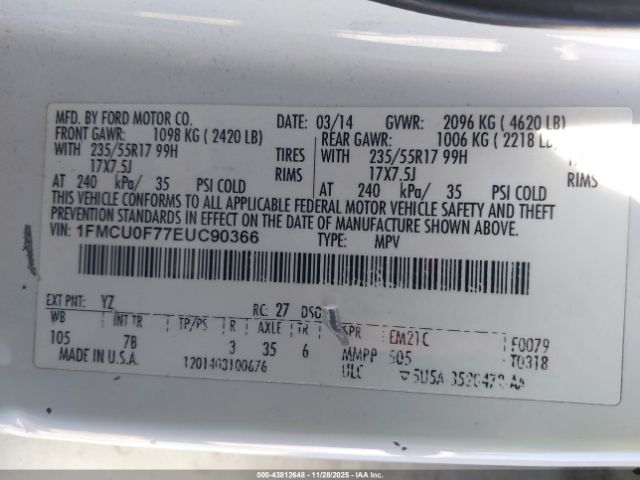 MFD. BY FORD MOTOR CO. DATE: 03/14 GVWR: 2096 KG ( 4620 LB)
FRONT GAWR: 1098 KG ( 2420 LB) REAR GAWR: 1006 KG ( 2218 LB)
WITH 235/55R17 99H TIRES WITH 235/55R17 99H TIRES
17X7.5J RIMS 17X7.5J RIMS
AT 240 kPa/ 35 PSI COLD AT 240 kPa/ 35 PSI COLD
THIS VEHICLE CONFORMS TO ALL APPLICABLE FEDERAL MOTOR VEHICLE SAFETY AND THEFT
PREVENTION STANDARDS IN EFFECT ON THE DATE OF MANUFACTURE SHOWN ABOVE.
VIN: 1FMCU0F77EUC90366 TYPE: MPV
EXT PNT: YZ RC: 27 DSO:
WB INT TR TP/PS R AXLE TR SPR EM21C F0079
105 7B 3 35 6 MMPP 505 T0318
MADE IN U.S.A. ULC
000-43812648 - 11/28/2025 - IAA Inc.